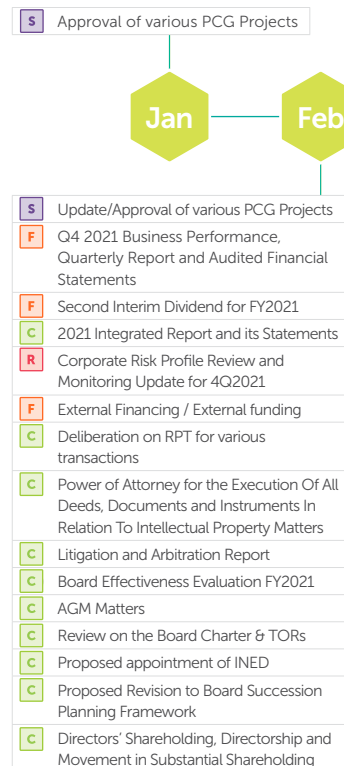 S Approval of various PCG Projects
Jan
Feb
S Update/Approval of various PCG Projects
F Q4 2021 Business Performance,
Quarterly Report and Audited Financial
Statements
F Second Interim Dividend for FY2021
C 2021 Integrated Report and its Statements
R Corporate Risk Profile Review and
Monitoring Update for 4Q2021
F External Financing / External funding
C Deliberation on RPT for various
transactions
C Power of Attorney for the Execution Of All
Deeds, Documents and Instruments In
Relation To Intellectual Property Matters
C Litigation and Arbitration Report
C Board Effectiveness Evaluation FY2021
C AGM Matters
C Review on the Board Charter & TORs
C Proposed appointment of INED
C Proposed Revision to Board Succession
Planning Framework
C Directors' Shareholding, Directorship and
Movement in Substantial Shareholding